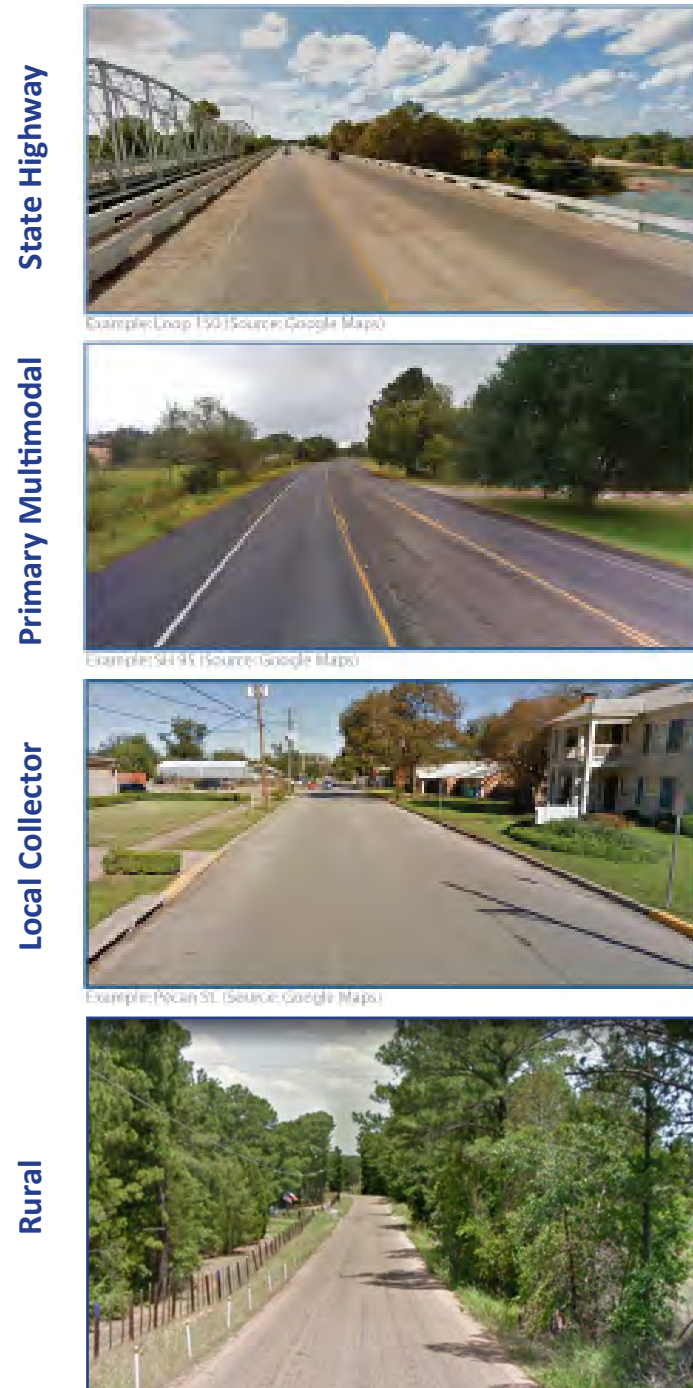 State Highway
Example: Loop 150 (Source: Google Maps)
Primary Multimodal
Example: SH 95 (Source: Google Maps)
Local Collector
Example: Pecan St. (Source: Google Maps)
Rural